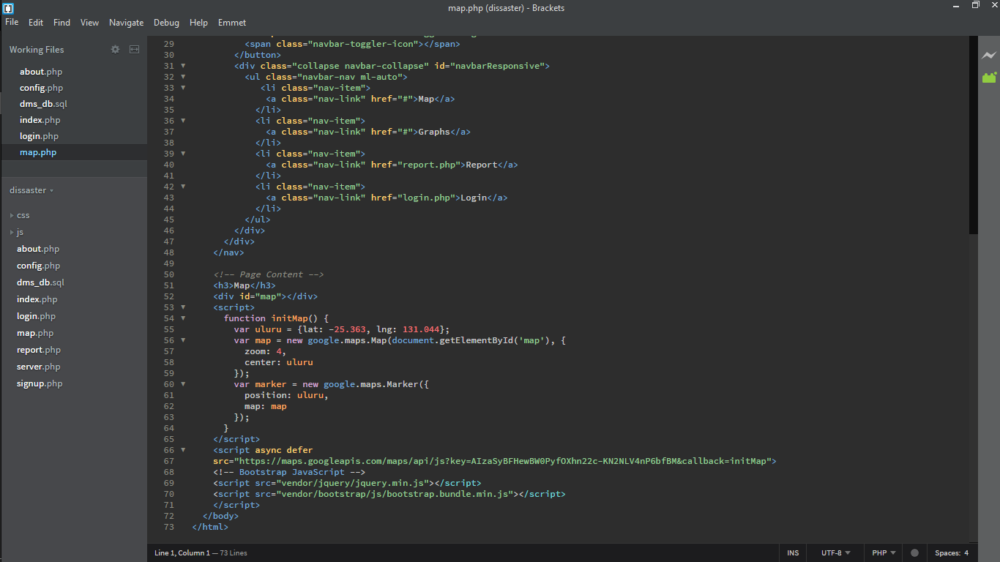 map.php (dissaster) - Brackets
File Edit Find View Navigate Debug Help Emmet
Working Files
about.php
config.php
dms_db.sql
index.php
login.php
map.php
dissaster
css
js
about.php
config.php
dms_db.sql
index.php
login.php
map.php
report.php
server.php
signup.php
29 <span class="navbar-toggler-icon"></span>
30 </button>
31 <div class="collapse navbar-collapse" id="navbarResponsive">
32 <ul class="navbar-nav ml-auto">
33 <li class="nav-item">
34 <a class="nav-link" href="#">Map</a>
35 </li>
36 <li class="nav-item">
37 <a class="nav-link" href="#">Graphs</a>
38 </li>
39 <li class="nav-item">
40 <a class="nav-link" href="report.php">Report</a>
41 </li>
42 <li class="nav-item">
43 <a class="nav-link" href="login.php">Login</a>
44 </li>
45 </ul>
46 </div>
47 </div>
48 </nav>
49
50 <!-- Page Content -->
51 <h3>Map</h3>
52 <div id="map"></div>
53 <script>
54 function initMap() {
55 var uluru = {lat: -25.363, lng: 131.044};
56 var map = new google.maps.Map(document.getElementById('map'), {
57 zoom: 4,
58 center: uluru
59 });
60 var marker = new google.maps.Marker({
61 position: uluru,
62 map: map
63 });
64 }
65 </script>
66 <script async defer
67 src="https://maps.googleapis.com/maps/api/js?key=AIzaSyBFHewBW0PyfOXhn22c-KN2NLV4nP6bfBM&callback=initMap">
68 <!-- Bootstrap JavaScript -->
69 <script src="vendor/jquery/jquery.min.js"></script>
70 <script src="vendor/bootstrap/js/bootstrap.bundle.min.js"></script>
71 </script>
72 </body>
73 </html>
Line 1, Column 1 — 73 Lines
INS UTF-8 PHP Spaces: 4